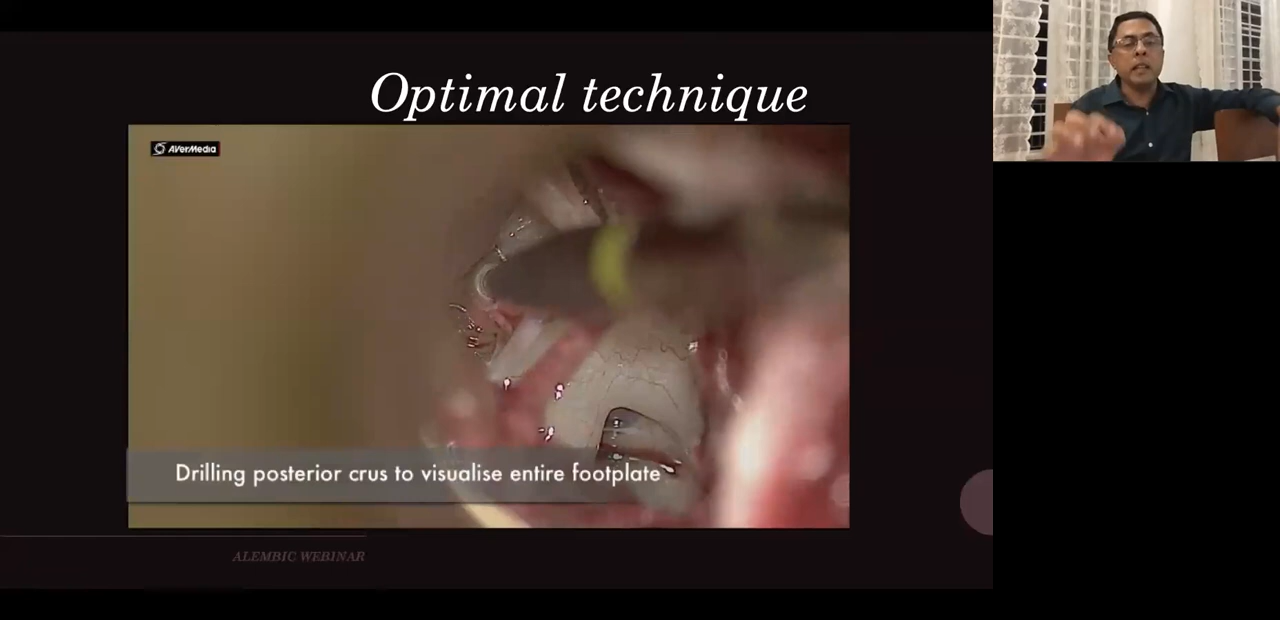 Optimal technique
AVerMedia
Drilling posterior crus to visualise entire footplate
ALEMBIC WEBINAR